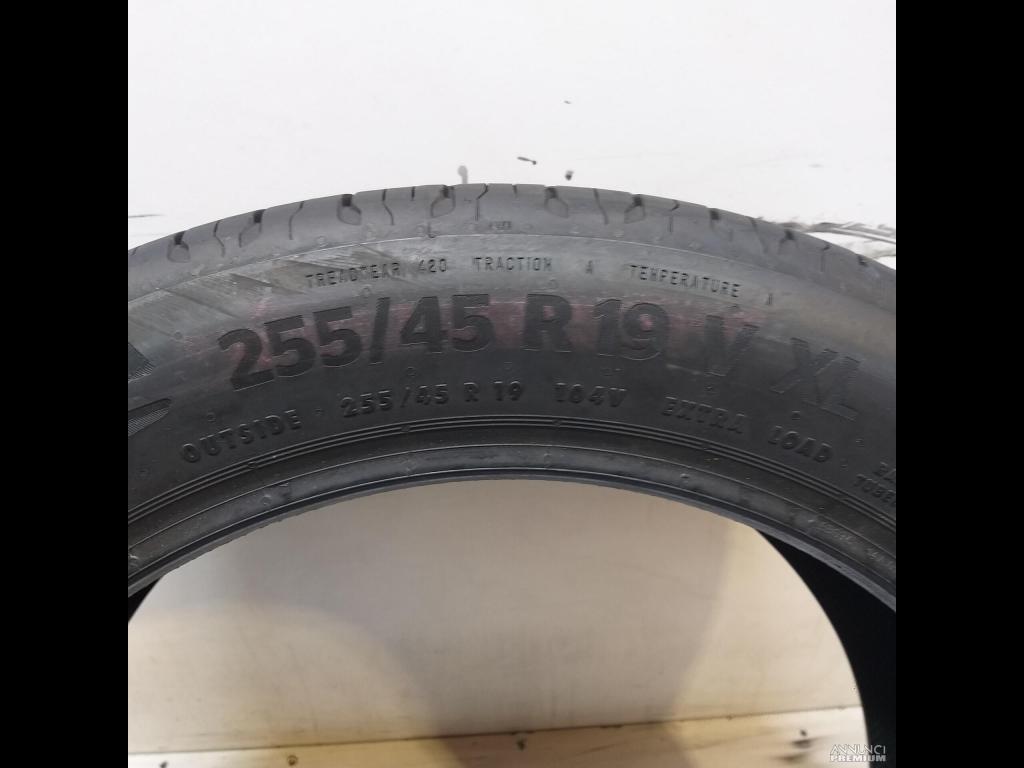 TREADWEAR 420 TRACTION A TEMPERATURE A
255/45 R 19 V XL
OUTSIDE 255/45 R 19 104V EXTRA LOAD
ANNUNCI
PREMIUM